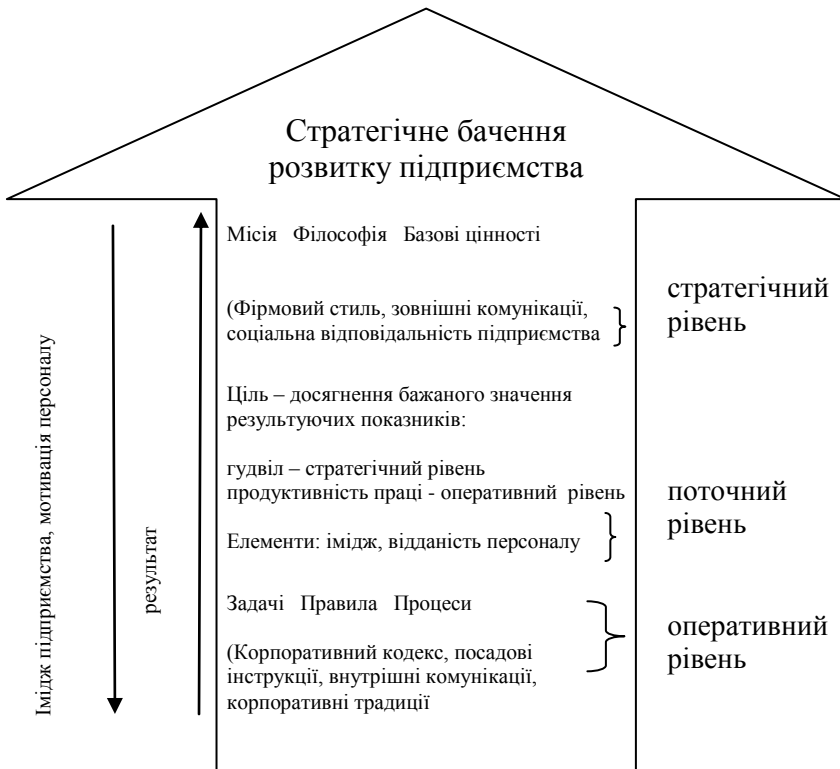 Стратегічне бачення
розвитку підприємства
Імідж підприємства, мотивація персоналу
результат
Місія Філософія Базові цінності
(Фірмовий стиль, зовнішні комунікації,
соціальна відповідальність підприємства
стратегічний
рівень
Ціль – досягнення бажаного значення
результуючих показників:
гудвіл – стратегічний рівень
продуктивність праці - оперативний рівень
Елементи: імідж, відданість персоналу
поточний
рівень
Задачі Правила Процеси
(Корпоративний кодекс, посадові
інструкції, внутрішні комунікації,
корпоративні традиції
оперативний
рівень